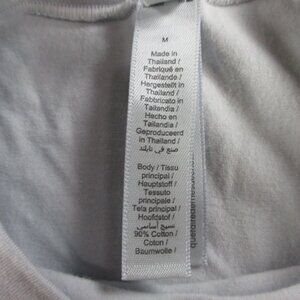 M
Made in
Thailand /
Fabriqué en
Thaïlande /
Hergestellt in
Thailand /
Fabbricato in
Tailandia /
Hecho en
Tailandia /
Geproduceerd
in Thailand /
صنع في تايلند
Body / Tissu
principal /
Hauptstoff /
Tessuto
principale /
Tela principal /
Hoofdstof /
نسيج أساسي /
90% Cotton /
Coton /
Baumwolle /